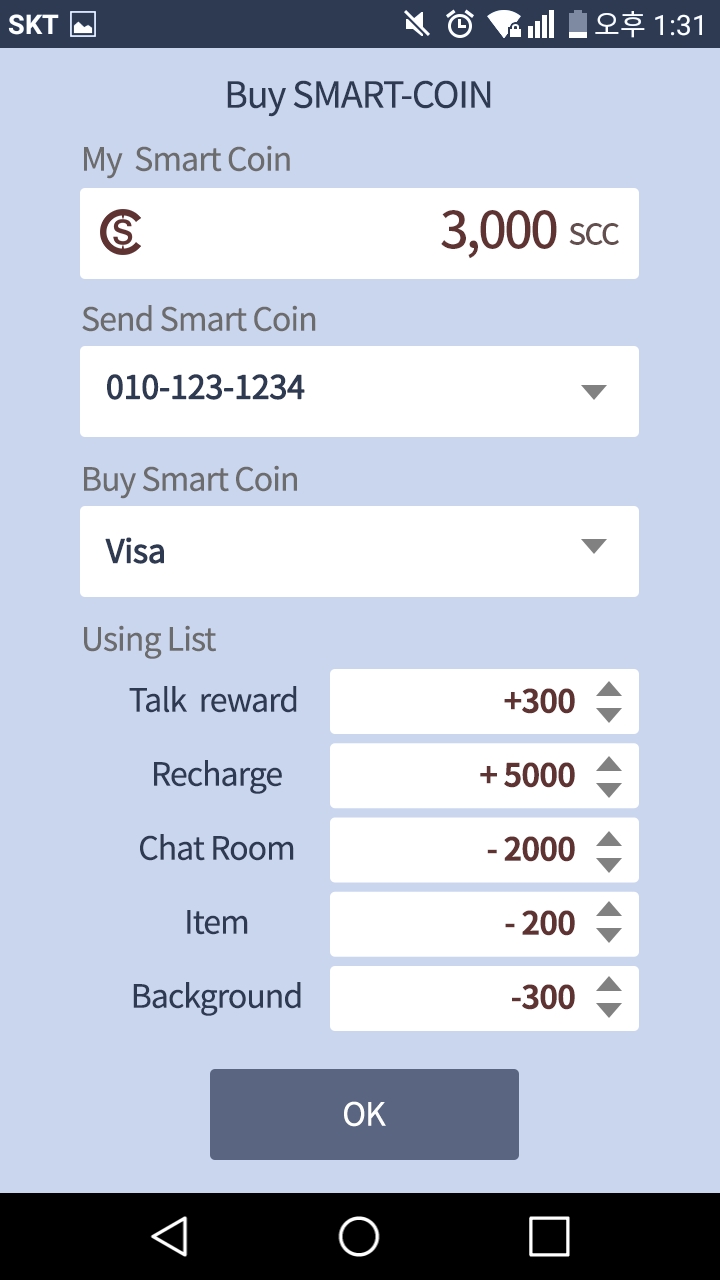 SKT 오후 1:31
Buy SMART-COIN
My Smart Coin
3,000 SCC
Send Smart Coin
010-123-1234
Buy Smart Coin
Visa
Using List
Talk reward +300
Recharge + 5000
Chat Room - 2000
Item - 200
Background -300
OK